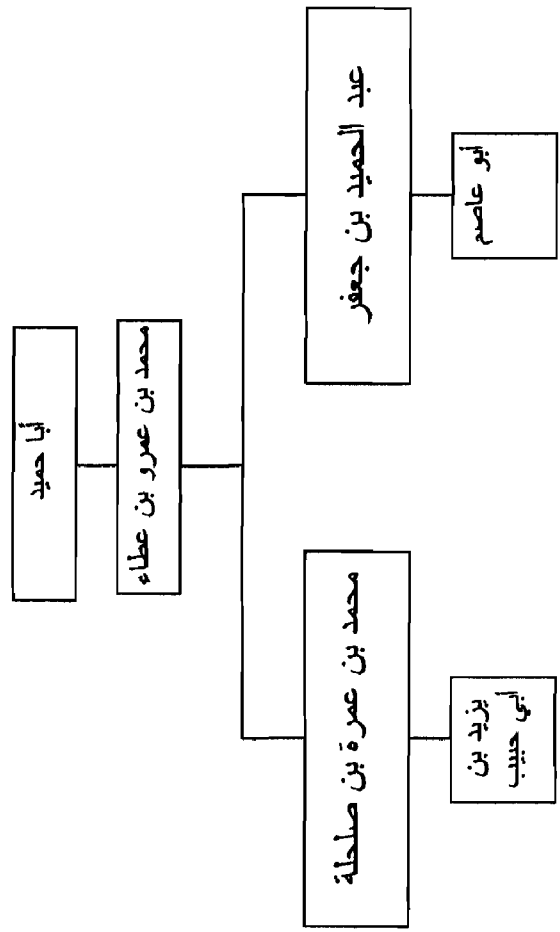 أبا حميد
محمد بن عمرو بن عطاء
عبد الحميد بن جعفر
محمد بن عمرة بن صلحلة
أبو عاصم
يزيد بن
أبي حبيب